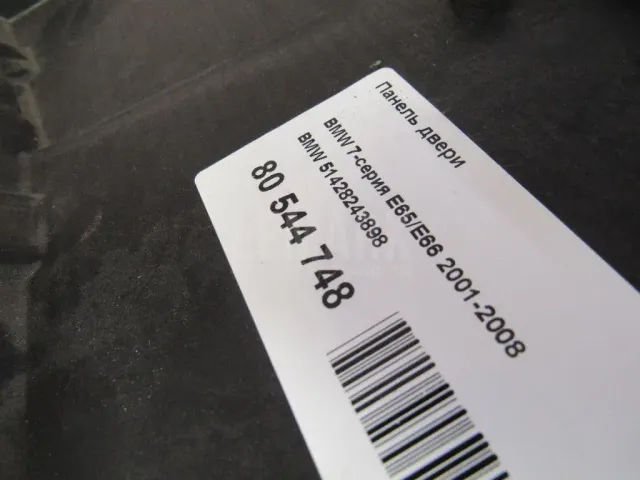 Панель двери
BMW 7-серия E65/E66 2001-2008
BMW 51428243898
80 544 748